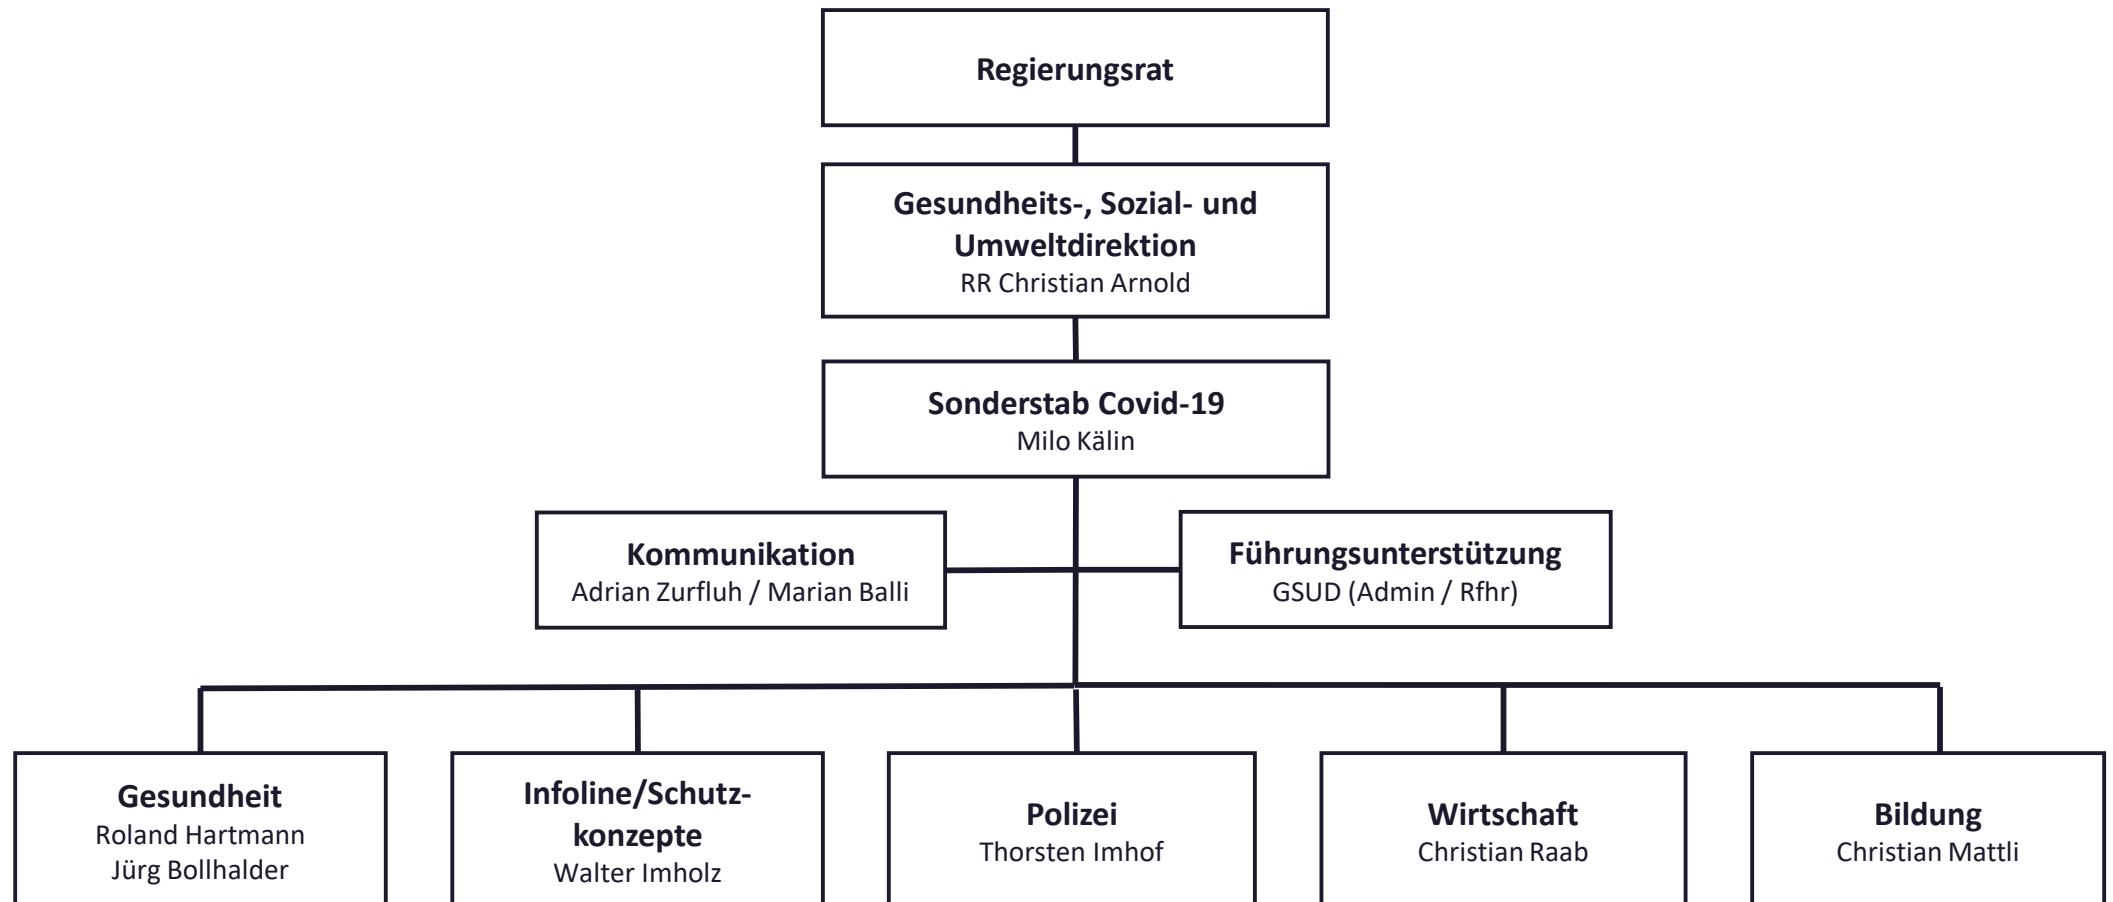 Regierungsrat
Gesundheits-, Sozial- und
Umweltdirektion
RR Christian Arnold
Sonderstab Covid-19
Milo Kälin
Kommunikation
Adrian Zurfluh / Marian Balli
Führungsunterstützung
GSUD (Admin / Rfhr)
Gesundheit
Roland Hartmann
Jürg Bollhalder
Infoline/Schutz-
konzepte
Walter Imholz
Polizei
Thorsten Imhof
Wirtschaft
Christian Raab
Bildung
Christian Mattli